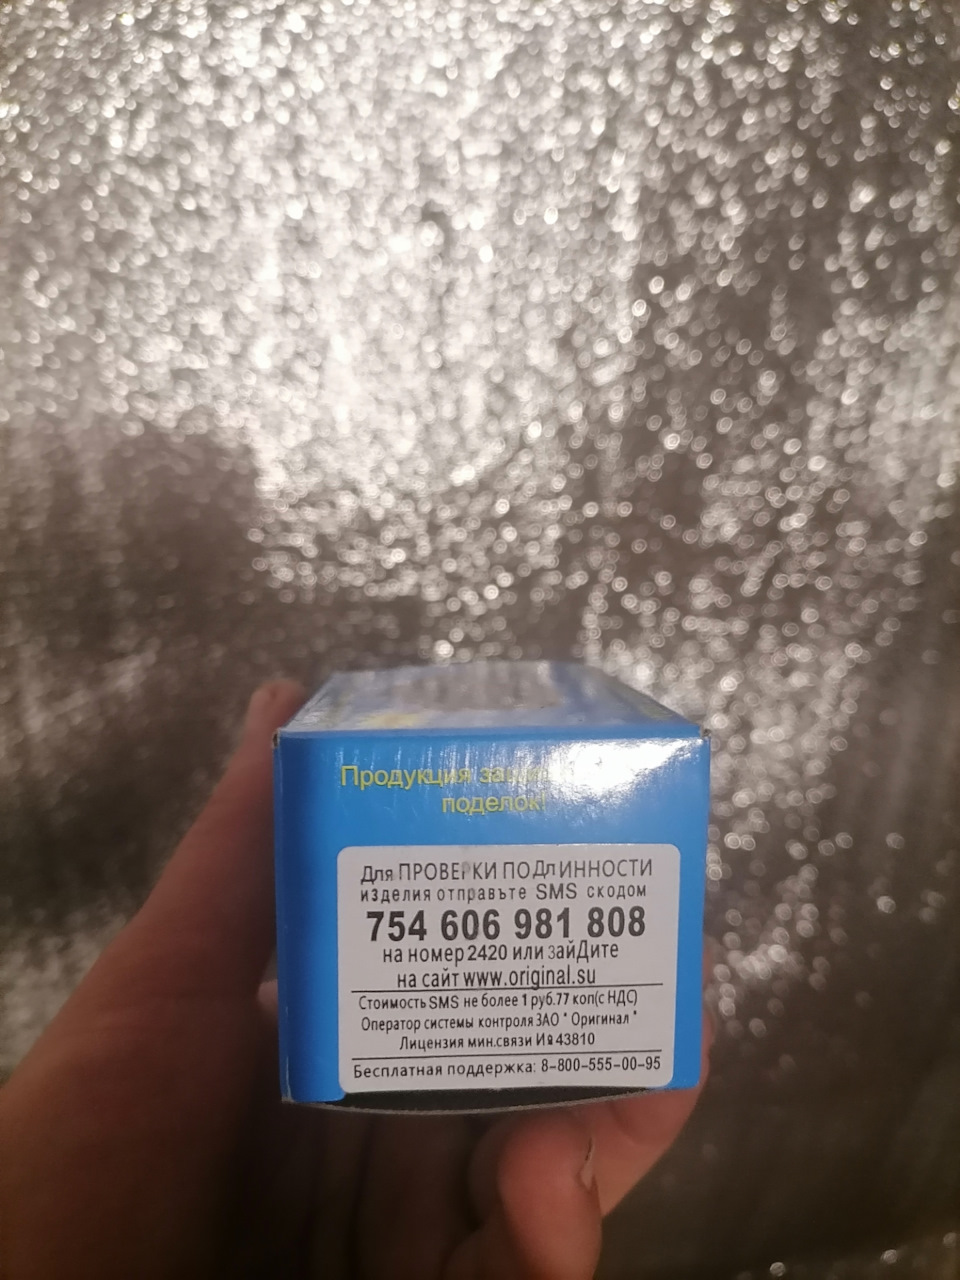 Продукция
поделок!
Для ПРОВЕРКИ ПОДлИННОСТИ
изделия отправьте SMS скодом
754 606 981 808
на номер 2420 или зайДите
на сайт www.original.su
Стоимость SMS не более 1 руб.77 коп(с НДС)
Оператор системы контроля ЗАО " Оригинал "
Лицензия мин.связи И№43810
Бесплатная поддержка: 8-800-555-00-95